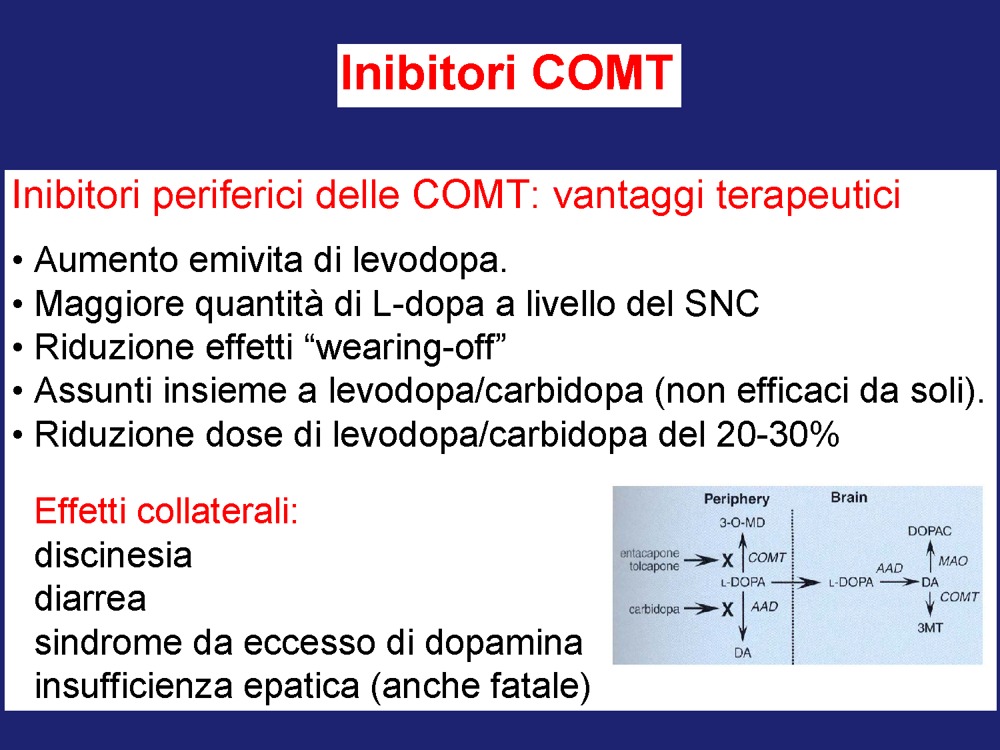 Inibitori COMT
Inibitori periferici delle COMT: vantaggi terapeutici
• Aumento emivita di levodopa.
• Maggiore quantità di L-dopa a livello del SNC
• Riduzione effetti “wearing-off”
• Assunti insieme a levodopa/carbidopa (non efficaci da soli).
• Riduzione dose di levodopa/carbidopa del 20-30%
Effetti collaterali:
discinesia
diarrea
sindrome da eccesso di dopamina
insufficienza epatica (anche fatale)
Periphery Brain
3-O-MD
DOPAC
entacapone
tolcapone
X COMT
AAD
MAO
L-DOPA L-DOPA DA
carbidopa X AAD
COMT
3MT
DA